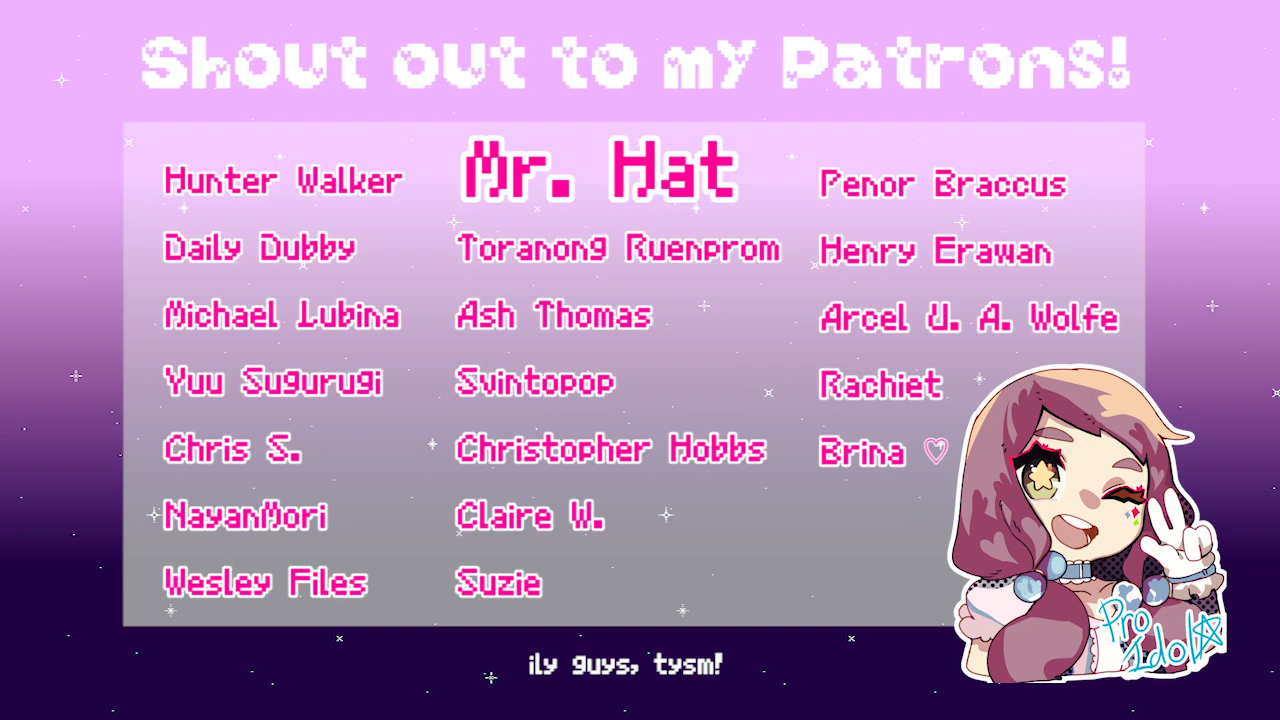 Shout out to my Patrons!
Hunter Walker
Daily Dubby
Michael Lubina
Yuu Sugurugi
Chris S.
NayanMori
Wesley Files
Mr. Hat
Toranong Ruenprom
Ash Thomas
Svintopop
Christopher Hobbs
Claire W.
Suzie
Penor Braccus
Henry Erawan
Arcel U. A. Wolfe
Rachiet
Brina ♡
Pro
Idol☆
ily guys, tysm!